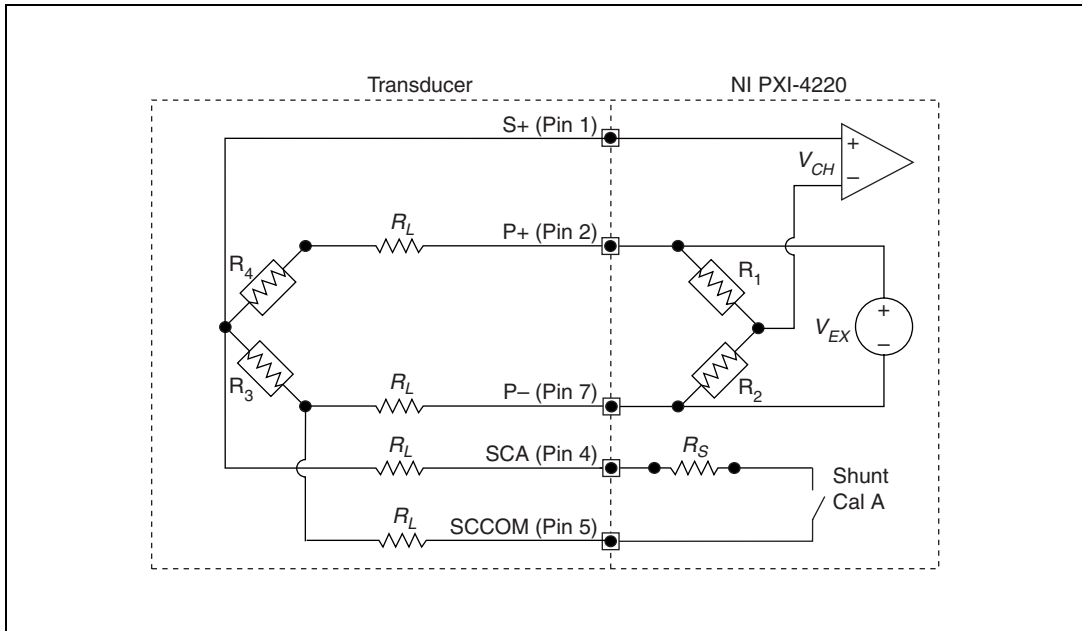 Transducer
NI PXI-4220
S+ (Pin 1)
+
V_CH
–
R_L
P+ (Pin 2)
R_4
R_1
+
V_EX
–
R_3
R_L
P– (Pin 7)
R_2
R_L
SCA (Pin 4)
R_S
Shunt
Cal A
R_L
SCCOM (Pin 5)